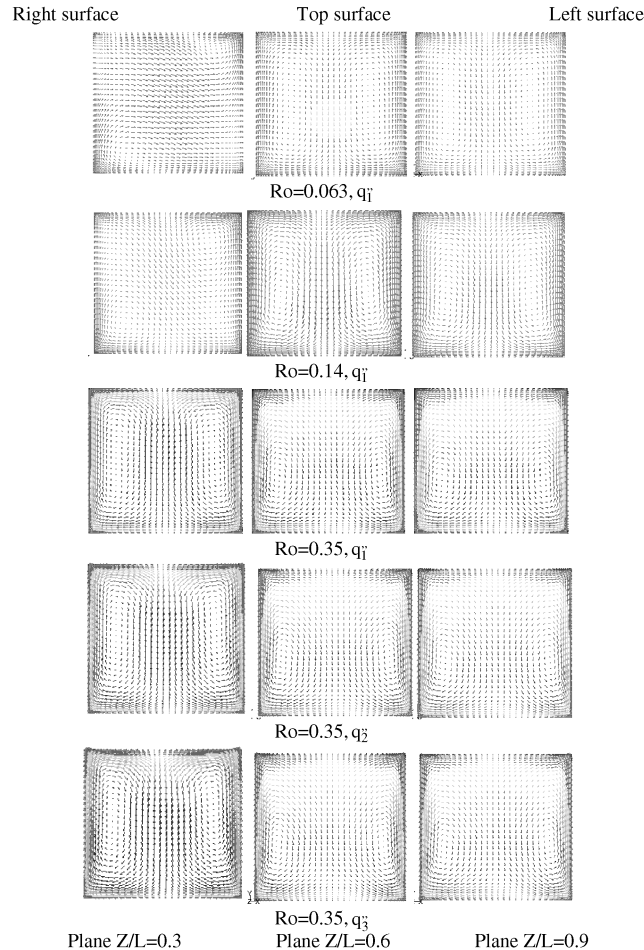 Right surface Top surface Left surface
Ro=0.063, q₁¨
Ro=0.14, q₁¨
Ro=0.35, q₁¨
Ro=0.35, q₂¨
Ro=0.35, q₃¨
Plane Z/L=0.3 Plane Z/L=0.6 Plane Z/L=0.9